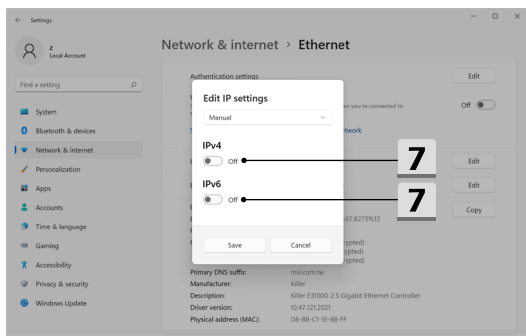 Settings
z
Local Account
Find a setting
System
Bluetooth & devices
Network & internet
Personalization
Apps
Accounts
Time & language
Gaming
Accessibility
Privacy & security
Windows Update
Network & internet > Ethernet
Authentication settings
Edit
en you're connected to
Off
etwork
Edit
Edit
Copy
Edit IP settings
Manual
IPv4
Off
7
IPv6
Off
7
Save
Cancel
57:8275%12
rypted)
rypted)
rypted)
Primary DNS suffix: msi.com.tw
Manufacturer: Killer
Description: Killer E3100G 2.5 Gigabit Ethernet Controller
Driver version: 10.47.121.2021
Physical address (MAC): D8-BB-C1-1E-8B-FF